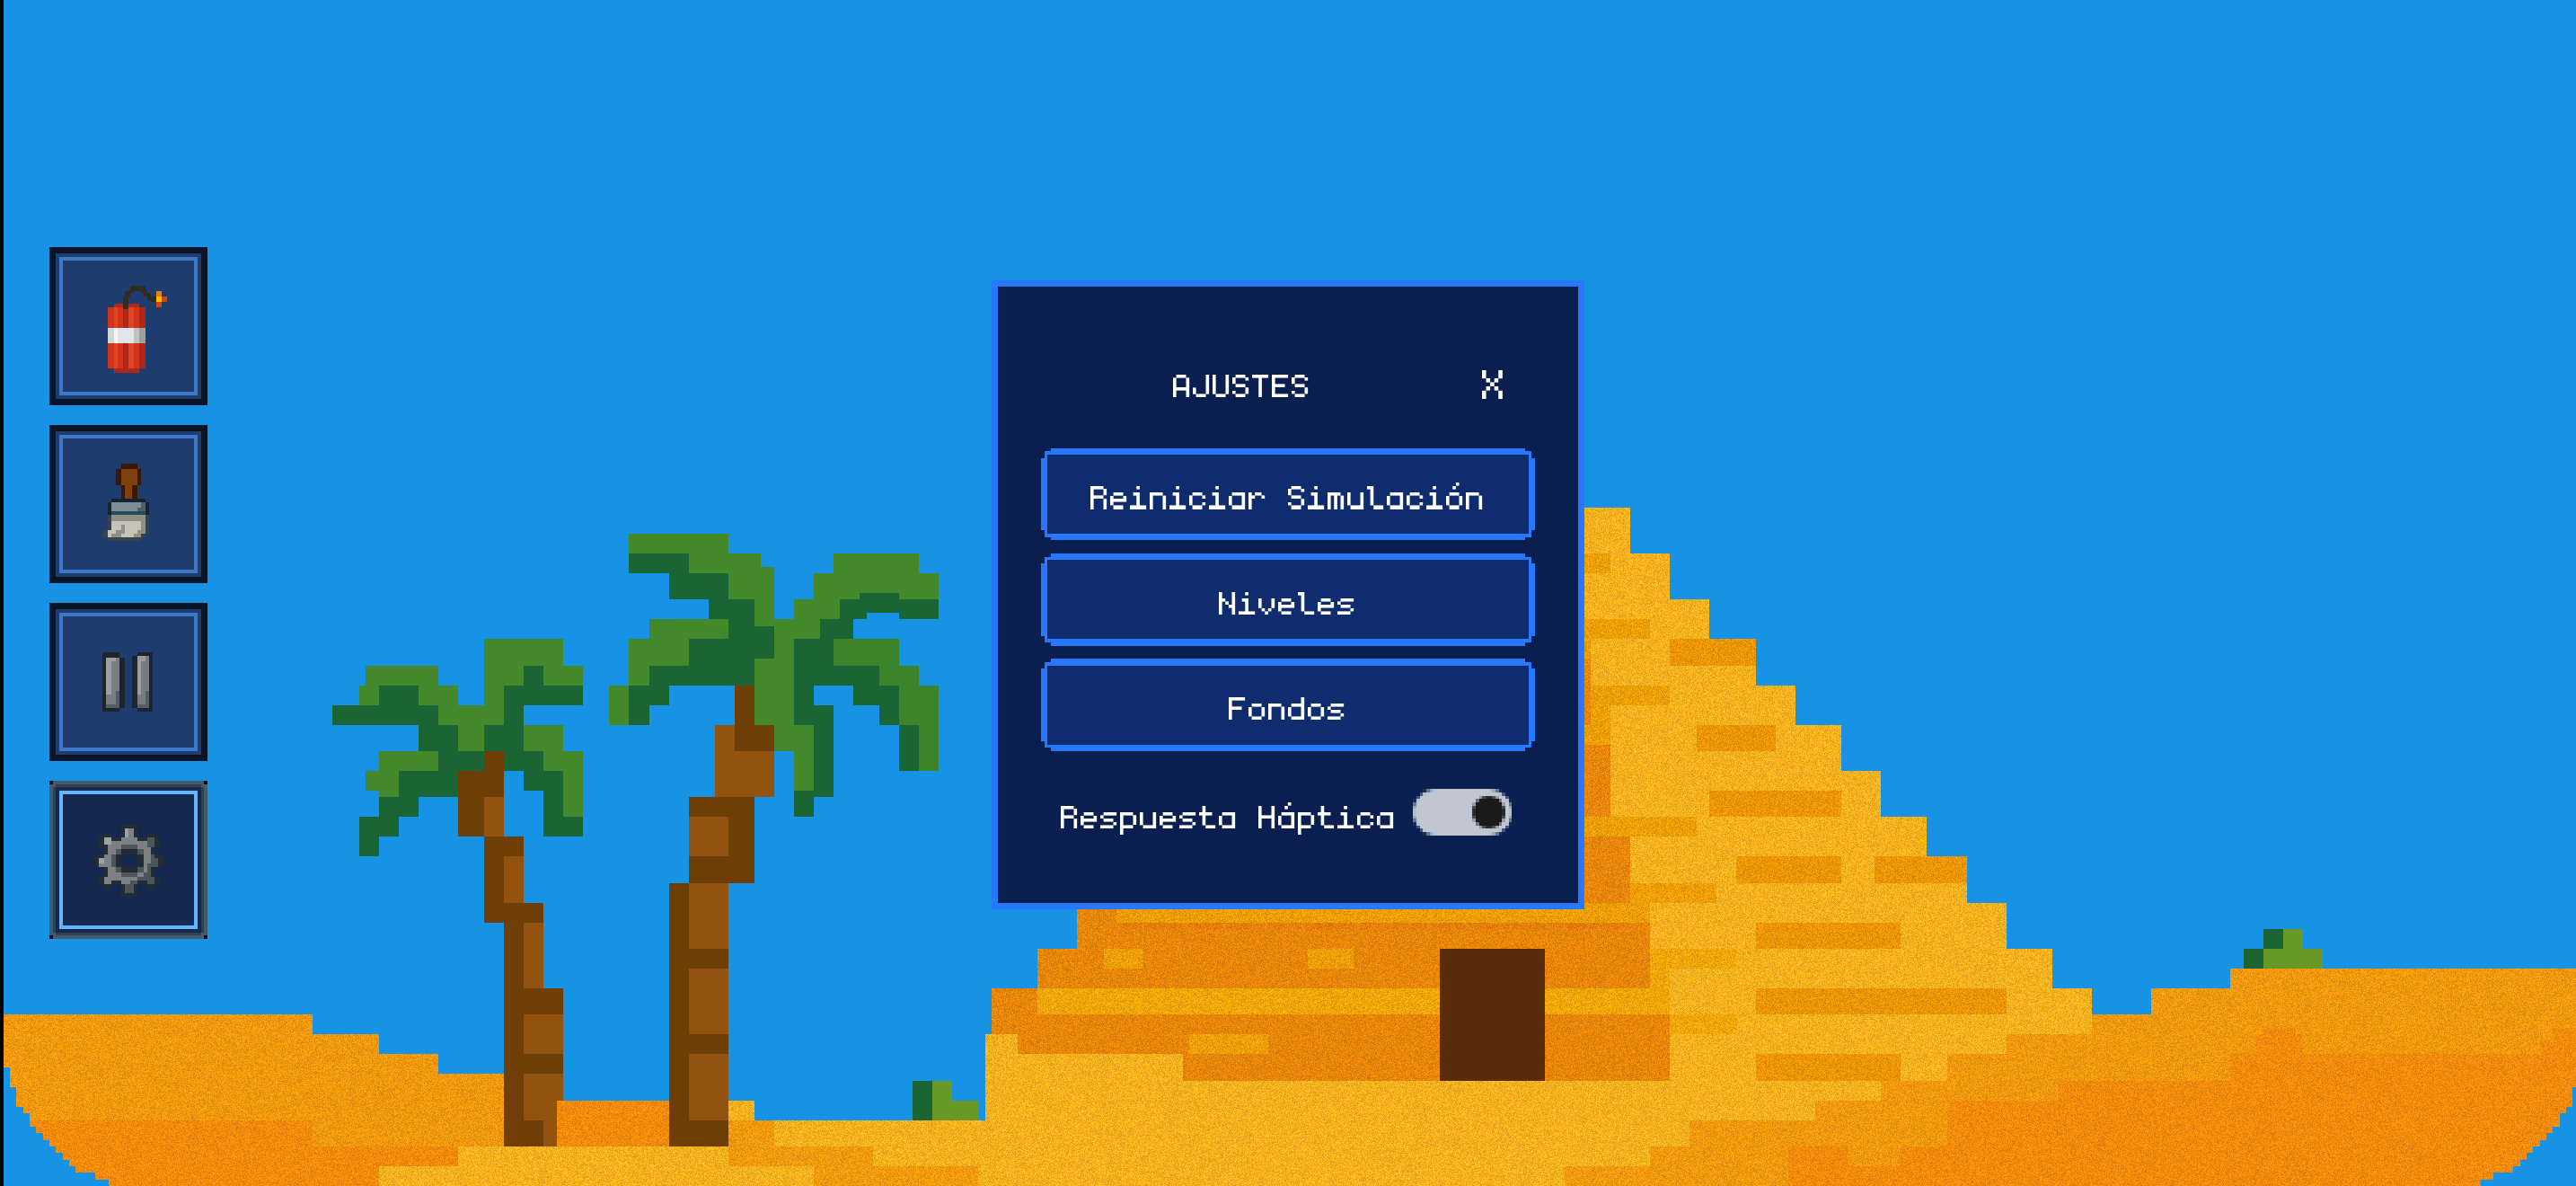 AJUSTES X
Reiniciar Simulación
Niveles
Fondos
Respuesta Háptica